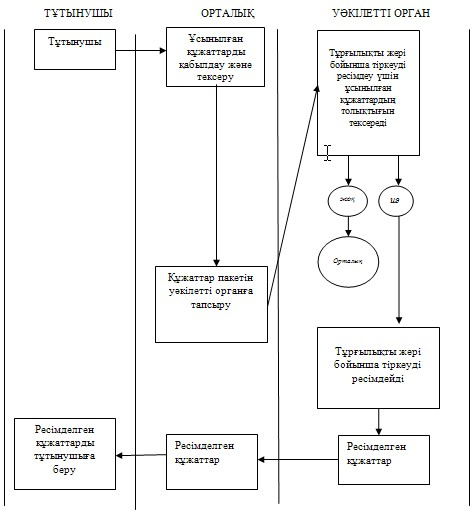 ТҰТЫНУШЫ ОРТАЛЫҚ УӘКІЛЕТТІ ОРГАН
Тұтынушы
Ұсынылған
құжаттарды
қабылдау және
тексеру
Тұрғылықты жері
бойынша тіркеуді
ресімдеу үшін
ұсынылған
құжаттардың
толықтығын
тексереді
жоқ
иә
Орталық
Құжаттар пакетін
уәкілетті органға
тапсыру
Тұрғылықты жері
бойынша тіркеуді
ресімдейді
Ресімделген
құжаттарды
тұтынушыға
беру
Ресімделген
құжаттар
Ресімделген
құжаттар